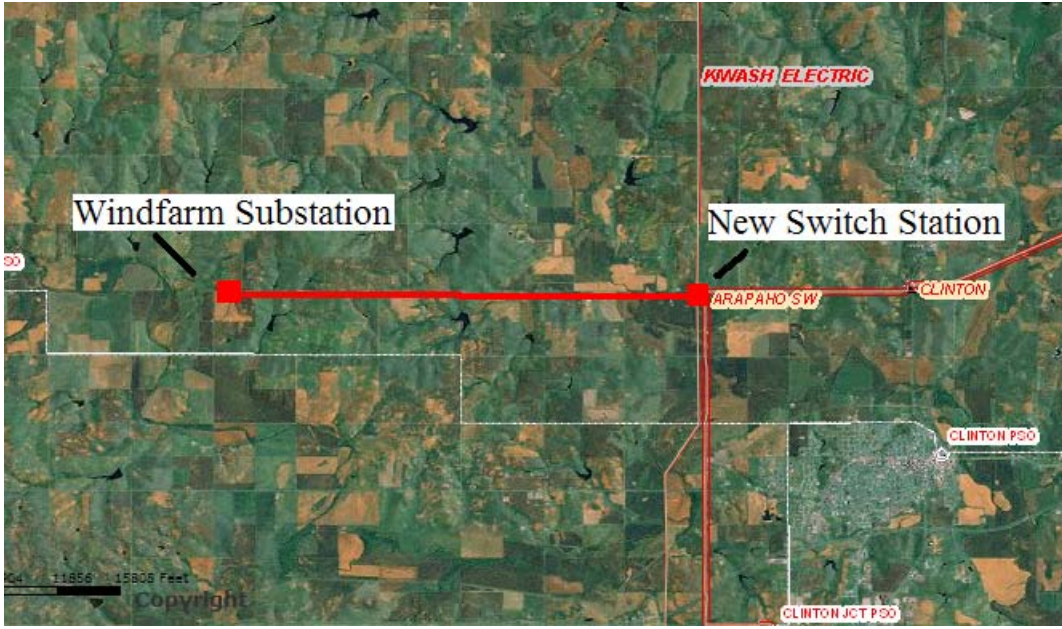 KIWASH ELECTRIC
Windfarm Substation
New Switch Station
ARAPAHO SW
CLINTON
CLINTON PSO
11856 15808 Feet
Copyright
CLINTON JCT PSO